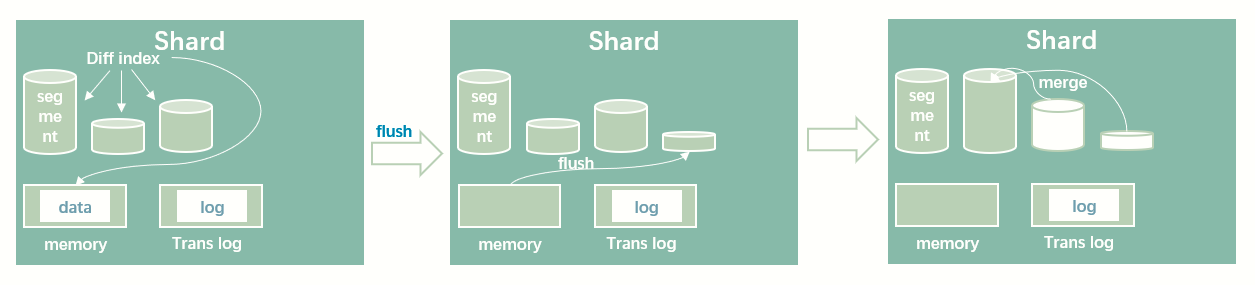 Shard
Diff index
seg
me
nt
data
log
memory
Trans log
flush
Shard
seg
me
nt
flush
log
memory
Trans log
Shard
merge
seg
me
nt
log
memory
Trans log